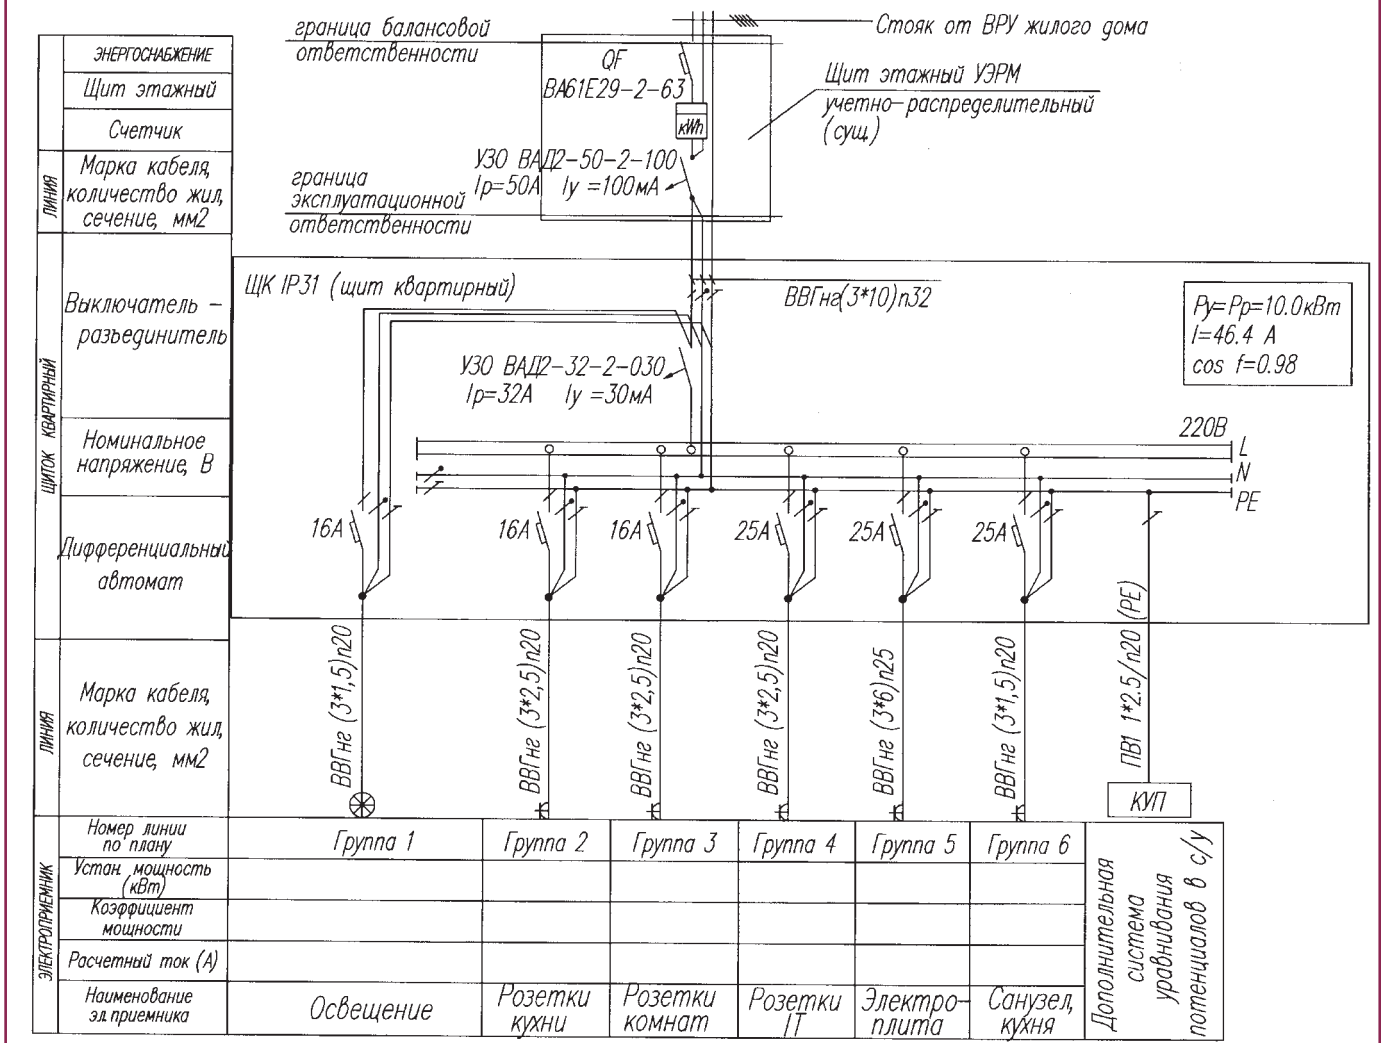 граница балансовой
ответственности
Стояк от ВРУ жилого дома
QF
ВА61Е29-2-63
kWh
Щит этажный УЭРМ
учетно-распределительный
(сущ.)
УЗО ВАД2-50-2-100
Iр=50А Iу =100мА
граница
эксплуатационной
ответственности
ЭНЕРГОСНАБЖЕНИЕ
Щит этажный
Счетчик
ЛИНИЯ
Марка кабеля,
количество жил,
сечение, мм2
ЩИТОК КВАРТИРНЫЙ
Выключатель –
разъединитель
Номинальное
напряжение, В
Дифференциальный
автомат
ЩК IP31 (щит квартирный)
ВВГнг(3*10)п32
Ру=Рр=10.0кВт
I=46.4 А
cos f=0.98
УЗО ВАД2-32-2-030
Iр=32А Iу =30мА
220В
L
N
PE
16А
16А
16А
25А
25А
25А
ЛИНИЯ
Марка кабеля,
количество жил,
сечение, мм2
ВВГнг (3*1,5)п20
ВВГнг (3*2,5)п20
ВВГнг (3*2,5)п20
ВВГнг (3*2,5)п20
ВВГнг (3*6)п25
ВВГнг (3*1,5)п20
ПВ1 1*2.5/п20 (PE)
КУП
ЭЛЕКТРОПРИЕМНИК
Номер линии
по плану
Группа 1
Группа 2
Группа 3
Группа 4
Группа 5
Группа 6
Устан. мощность
(кВт)
Коэффициент
мощности
Расчетный ток (А)
Наименование
эл.приемника
Освещение
Розетки
кухни
Розетки
комнат
Розетки
IT
Электро-
плита
Санузел,
кухня
Дополнительная
система
уравнивания
потенциалов в с/у